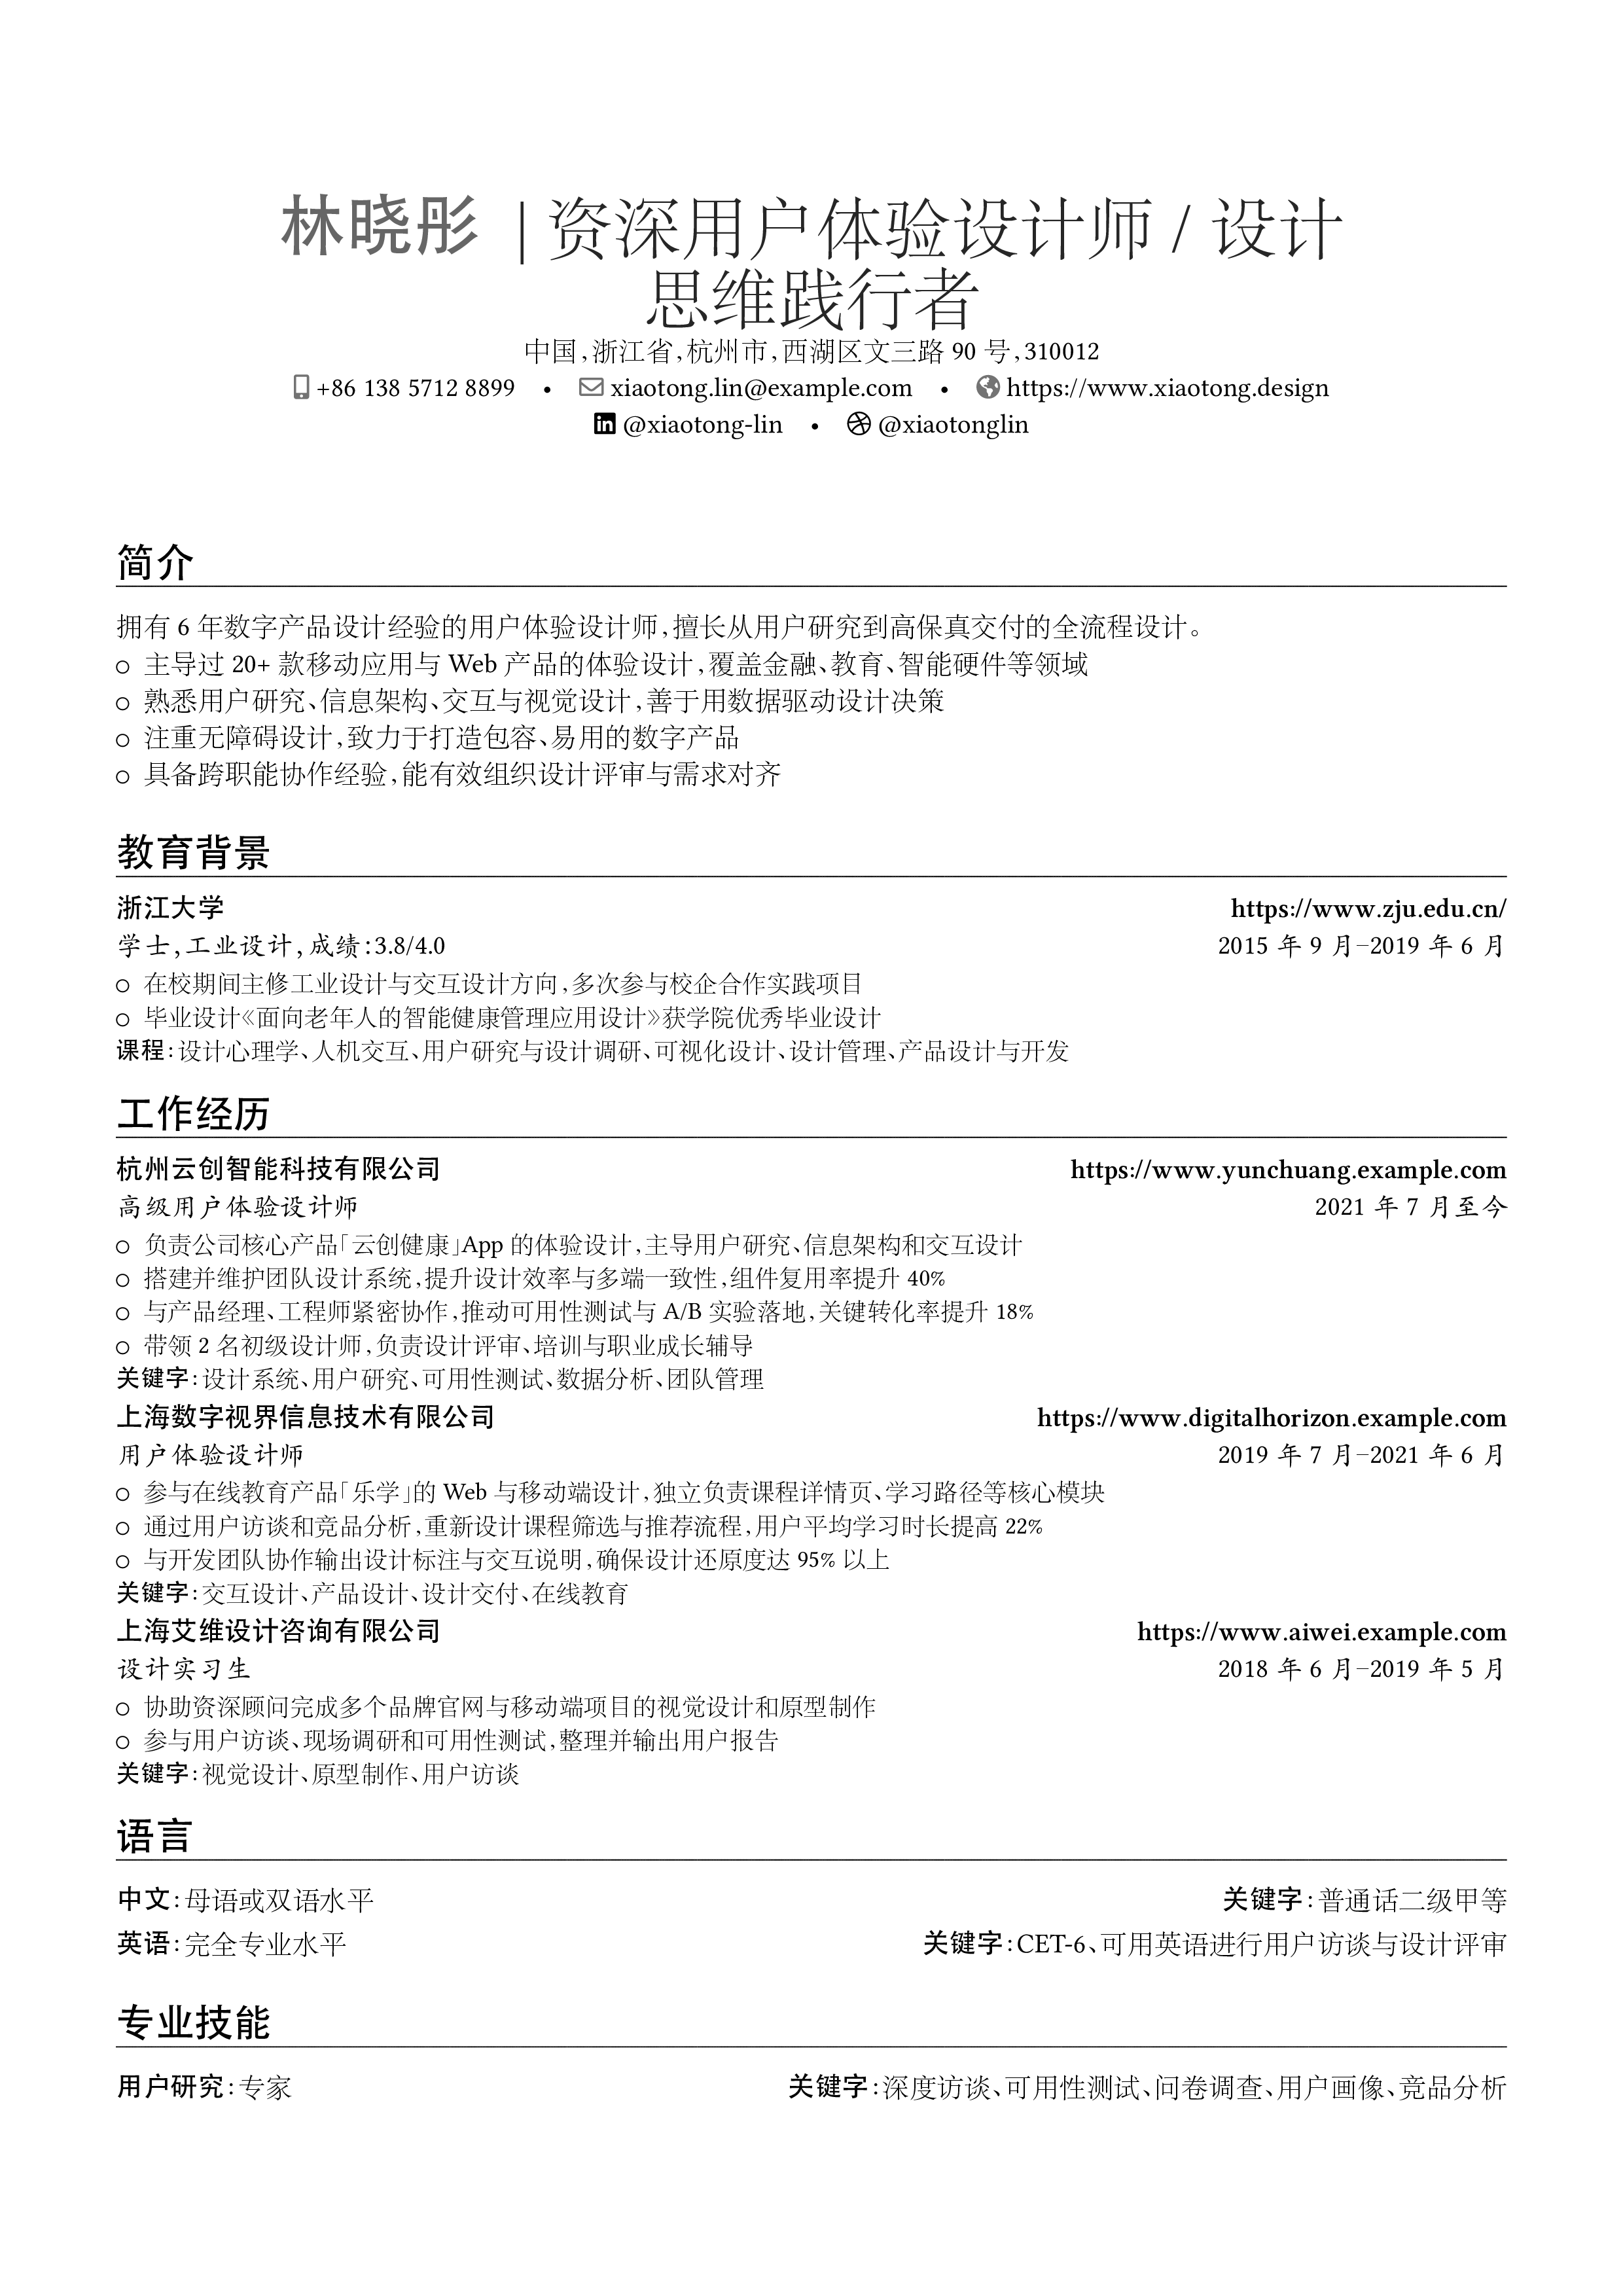 林晓彤 | 资深用户体验设计师 / 设计
思维践行者
中国,浙江省,杭州市,西湖区文三路 90 号,310012
+86 138 5712 8899 • xiaotong.lin@example.com • https://www.xiaotong.design
@xiaotong-lin • @xiaotonglin
简介
拥有 6 年数字产品设计经验的用户体验设计师,擅长从用户研究到高保真交付的全流程设计。
○ 主导过 20+ 款移动应用与 Web 产品的体验设计,覆盖金融、教育、智能硬件等领域
○ 熟悉用户研究、信息架构、交互与视觉设计,善于用数据驱动设计决策
○ 注重无障碍设计,致力于打造包容、易用的数字产品
○ 具备跨职能协作经验,能有效组织设计评审与需求对齐
教育背景
浙江大学 https://www.zju.edu.cn/
学士,工业设计,成绩:3.8/4.0 2015 年 9 月–2019 年 6 月
○ 在校期间主修工业设计与交互设计方向,多次参与校企合作实践项目
○ 毕业设计《面向老年人的智能健康管理应用设计》获学院优秀毕业设计
课程:设计心理学、人机交互、用户研究与设计调研、可视化设计、设计管理、产品设计与开发
工作经历
杭州云创智能科技有限公司 https://www.yunchuang.example.com
高级用户体验设计师 2021 年 7 月至今
○ 负责公司核心产品「云创健康」App 的体验设计,主导用户研究、信息架构和交互设计
○ 搭建并维护团队设计系统,提升设计效率与多端一致性,组件复用率提升 40%
○ 与产品经理、工程师紧密协作,推动可用性测试与 A/B 实验落地,关键转化率提升 18%
○ 带领 2 名初级设计师,负责设计评审、培训与职业成长辅导
关键字:设计系统、用户研究、可用性测试、数据分析、团队管理
上海数字视界信息技术有限公司 https://www.digitalhorizon.example.com
用户体验设计师 2019 年 7 月–2021 年 6 月
○ 参与在线教育产品「乐学」的 Web 与移动端设计,独立负责课程详情页、学习路径等核心模块
○ 通过用户访谈和竞品分析,重新设计课程筛选与推荐流程,用户平均学习时长提高 22%
○ 与开发团队协作输出设计标注与交互说明,确保设计还原度达 95% 以上
关键字:交互设计、产品设计、设计交付、在线教育
上海艾维设计咨询有限公司 https://www.aiwei.example.com
设计实习生 2018 年 6 月–2019 年 5 月
○ 协助资深顾问完成多个品牌官网与移动端项目的视觉设计和原型制作
○ 参与用户访谈、现场调研和可用性测试,整理并输出用户报告
关键字:视觉设计、原型制作、用户访谈
语言
中文:母语或双语水平 关键字:普通话二级甲等
英语:完全专业水平 关键字:CET-6、可用英语进行用户访谈与设计评审
专业技能
用户研究:专家 关键字:深度访谈、可用性测试、问卷调查、用户画像、竞品分析